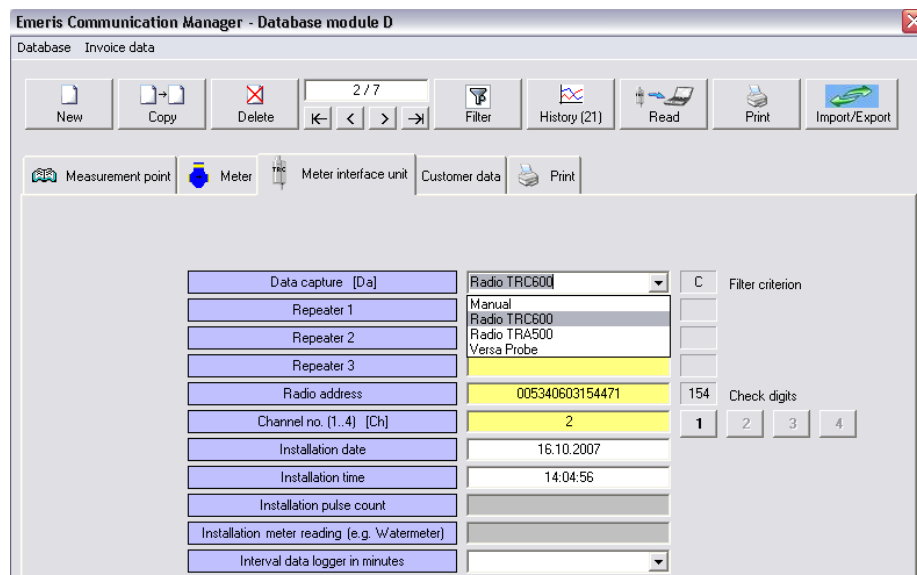 Emeris Communication Manager - Database module D
Database Invoice data
2 / 7
New Copy Delete Filter History (21) Read Print Import/Export
Measurement point Meter TRC Meter interface unit Customer data Print
Data capture [Da] Radio TRC600 C Filter criterion
Manual
Repeater 1 Radio TRC600
Repeater 2 Radio TRA500
Versa Probe
Repeater 3
Radio address 005340603154471 154 Check digits
Channel no. (1..4) [Ch] 2 1 2 3 4
Installation date 16.10.2007
Installation time 14:04:56
Installation pulse count
Installation meter reading (e.g. Watermeter)
Interval data logger in minutes